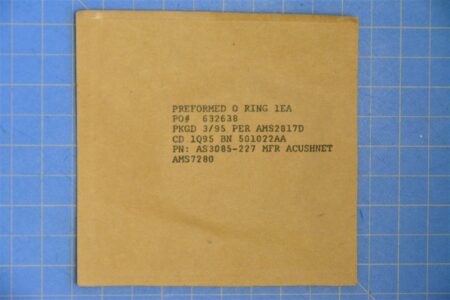 PREFORMED O RING 1EA
PO# 632638
PKGD 3/95 PER AMS2817D
CD 1Q95 BN 501022AA
PN: AS3085-227 MFR ACUSHNET
AMS7280